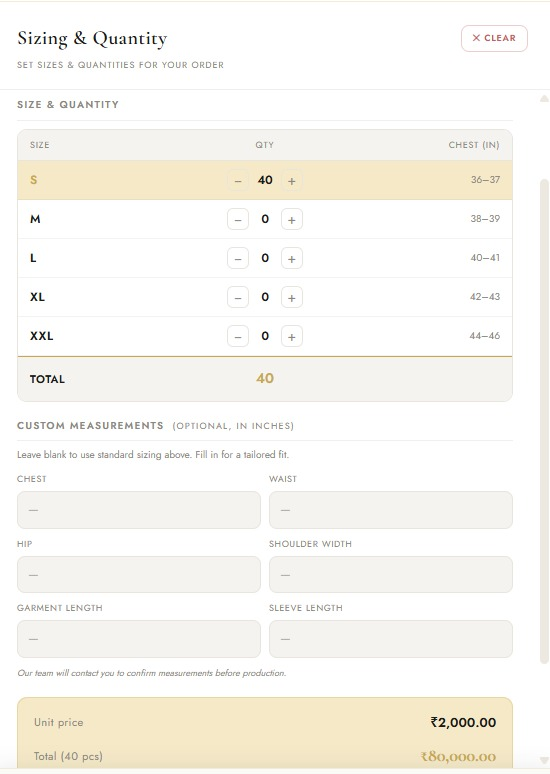 Sizing & Quantity
✕ CLEAR
SET SIZES & QUANTITIES FOR YOUR ORDER
SIZE & QUANTITY
SIZE QTY CHEST (IN)
S − 40 + 36–37
M − 0 + 38–39
L − 0 + 40–41
XL − 0 + 42–43
XXL − 0 + 44–46
TOTAL 40
CUSTOM MEASUREMENTS (OPTIONAL, IN INCHES)
Leave blank to use standard sizing above. Fill in for a tailored fit.
CHEST WAIST
— —
HIP SHOULDER WIDTH
— —
GARMENT LENGTH SLEEVE LENGTH
— —
Our team will contact you to confirm measurements before production.
Unit price ₹2,000.00
Total (40 pcs) ₹80,000.00